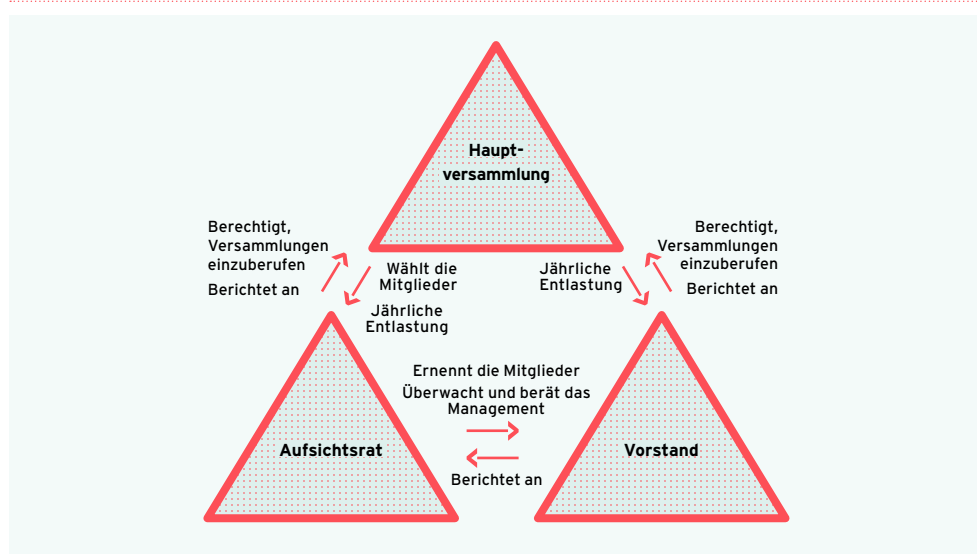 Haupt-
versammlung
Berechtigt,
Versammlungen
einzuberufen
Berichtet an
Wählt die
Mitglieder
Jährliche
Entlastung
Jährliche
Entlastung
Berechtigt,
Versammlungen
einzuberufen
Berichtet an
Ernennt die Mitglieder
Überwacht und berät das
Management
Aufsichtsrat
Vorstand
Berichtet an